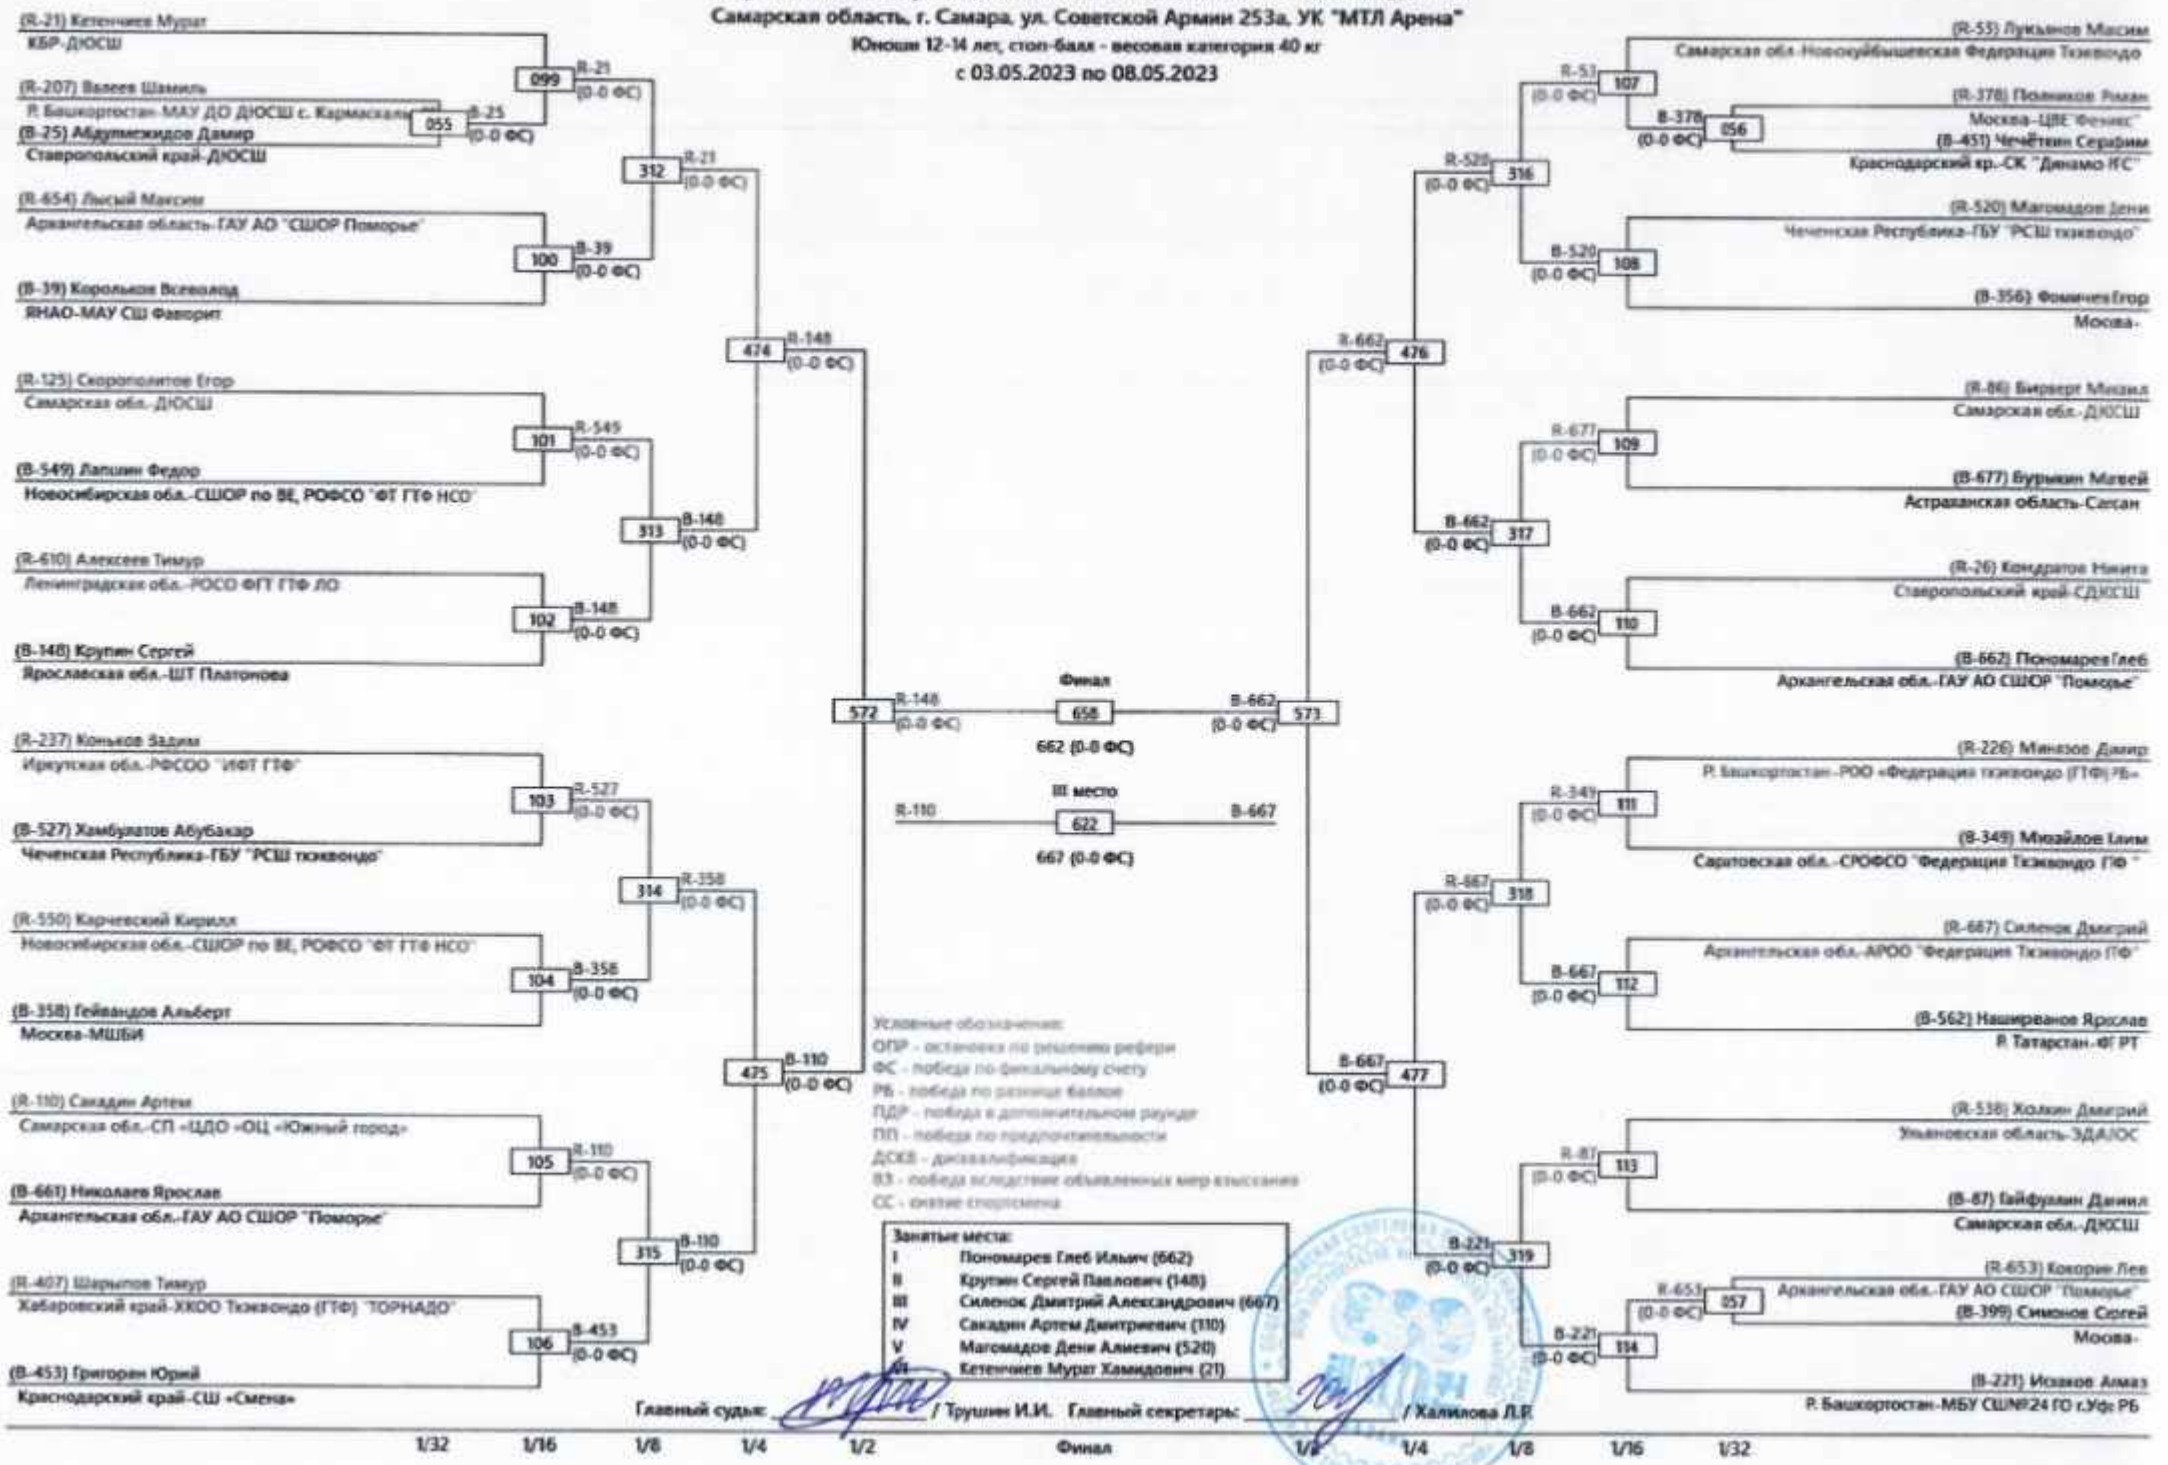 Самарская область, г. Самара, ул. Советской Армии 253а, УК "МТЛ Арена"
Юноши 12-14 лет, стоп-балл - весовая категория 40 кг
с 03.05.2023 по 08.05.2023
(R-21) Кетенчиев Мурат
КБР-ДЮСШ
(R-207) Валеев Шамиль
Р. Башкортостан-МАУ ДО ДЮСШ с. Кармаскалы
(B-25) Абдулмежидов Дамир
Ставропольский край-ДЮСШ
(R-654) Лысый Максим
Архангельская область-ГАУ АО "СШОР Поморье"
(B-39) Корольков Всеволод
ЯНАО-МАУ СШ Фаворит
(R-125) Скорополитов Егор
Самарская обл.-ДЮСШ
(B-549) Лапшин Федор
Новосибирская обл.-СШОР по ВЕ, РОФСО "ФТ ГТФ НСО"
(R-610) Алексеев Тимур
Ленинградская обл.-РОСО ФГТ ГТФ ЛО
(B-148) Крупин Сергей
Ярославская обл.-ШТ Платонова
(R-237) Коньков Вадим
Иркутская обл.-РФСОО "ИФТ ГТФ"
(B-527) Хамбулатов Абубакар
Чеченская Республика-ГБУ "РСШ тхэквондо"
(R-550) Карчевский Кирилл
Новосибирская обл.-СШОР по ВЕ, РОФСО "ФТ ГТФ НСО"
(B-358) Гейвандов Альберт
Москва-МШБИ
(R-110) Сакадин Артем
Самарская обл.-СП «ЦДО «ОЦ «Южный город»
(B-661) Николаев Ярослав
Архангельская обл.-ГАУ АО СШОР "Поморье"
(R-407) Шарыпов Тимур
Хабаровский край-ХКОО Тхэквондо (ГТФ) "ТОРНАДО"
(B-453) Григорян Юрий
Краснодарский край-СШ «Смена»
055
B-25
(0-0 ФС)
099
R-21
(0-0 ФС)
100
B-39
(0-0 ФС)
101
R-549
(0-0 ФС)
102
B-148
(0-0 ФС)
103
R-527
(0-0 ФС)
104
B-358
(0-0 ФС)
105
R-110
(0-0 ФС)
106
B-453
(0-0 ФС)
312
R-21
(0-0 ФС)
313
B-148
(0-0 ФС)
314
R-358
(0-0 ФС)
315
B-110
(0-0 ФС)
474
R-148
(0-0 ФС)
475
B-110
(0-0 ФС)
572
R-148
(0-0 ФС)
Финал
658
662 (0-0 ФС)
III место
R-110
622
B-667
667 (0-0 ФС)
B-662
(0-0 ФС)
573
R-662
(0-0 ФС)
476
B-667
(0-0 ФС)
477
R-520
(0-0 ФС)
316
B-662
(0-0 ФС)
317
R-667
(0-0 ФС)
318
B-221
(0-0 ФС)
319
R-53
(0-0 ФС)
107
B-520
(0-0 ФС)
108
R-677
(0-0 ФС)
109
B-662
(0-0 ФС)
110
R-349
(0-0 ФС)
111
B-667
(0-0 ФС)
112
R-87
(0-0 ФС)
113
B-221
(0-0 ФС)
114
B-378
(0-0 ФС)
056
R-653
(0-0 ФС)
057
(R-53) Лукьянов Максим
Самарская обл-Новокуйбышевская Федерация Тхэквондо
(R-378) Поляников Роман
Москва-ЦВЕ Феникс"
(B-451) Чечёткин Серафим
Краснодарский кр.-СК "Динамо
(R-520) Магомадов Дени
Чеченская Республика-ГБУ "РСШ тхэквондо"
(B-356) Фомичев Егор
Москва-
(R-86) Бирверт Михаил
Самарская обл.-ДЮСШ
(B-677) Бурыкин Матвей
Астраханская область-Сассан
(R-26) Кондратов Никита
Ставропольский край-СДЮСШ
(B-662) Пономарев Глеб
Архангельская обл.-ГАУ АО СШОР "Поморье"
(R-226) Миназов Дамир
Р. Башкортостан-РОО «Федерация тхэквондо (ГТФ) РБ»
(B-349) Михайлов Клим
Саратовская обл.-СРОФСО "Федерация Тхэквондо ГТФ "
(R-667) Силенок Дмитрий
Архангельская обл.-АРОО "Федерация Тхэквондо ГТФ"
(B-562) Наширванов Ярослав
Р. Татарстан-ФГ РТ
(R-538) Холкин Дмитрий
Ульяновская область-
(B-87) Гайфуллин Даниил
Самарская обл.-ДЮСШ
(R-653) Кокорин Лев
Архангельская обл.-ГАУ АО СШОР "Поморье"
(B-399) Симонов Сергей
Москва-
(B-221) Исхаков Алмаз
Р. Башкортостан-МБУ СШ№24 ГО г.Уфа РБ
Условные обозначения:
ОПР - остановка по решению рефери
ФС - победа по финальному счету
РБ - победа по разнице баллов
ПДР - победа в дополнительном раунде
ПП - победа по предпочтительности
ДСКВ - дисквалификация
ВЗ - победа вследствие объявленных мер взыскания
СС - снятие спортсмена
Занятые места:
I Пономарев Глеб Ильич (662)
II Крупин Сергей Павлович (148)
III Силенок Дмитрий Александрович (667)
IV Сакадин Артем Дмитриевич (110)
V Магомадов Дени Алиевич (520)
VI Кетенчиев Мурат Хамидович (21)
Главный судья: / Трушин И.И. Главный секретарь: / Халилова Л.Р.
1/32 1/16 1/8 1/4 1/2 Финал 1/2 1/4 1/8 1/16 1/32